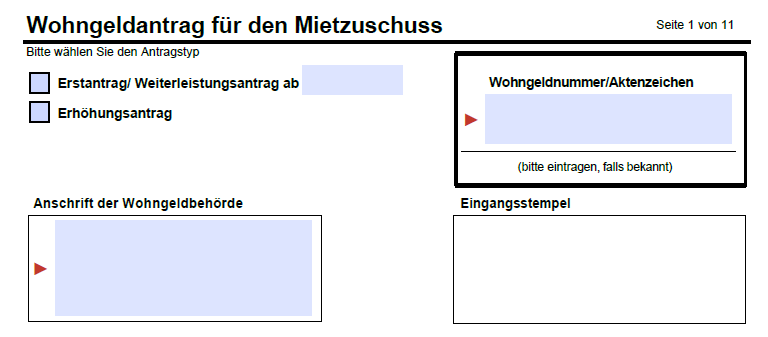 Wohngeldantrag für den Mietzuschuss
Seite 1 von 11
Bitte wählen Sie den Antragstyp
Erstantrag/ Weiterleistungsantrag ab
Erhöhungsantrag
Wohngeldnummer/Aktenzeichen
(bitte eintragen, falls bekannt)
Anschrift der Wohngeldbehörde
Eingangsstempel